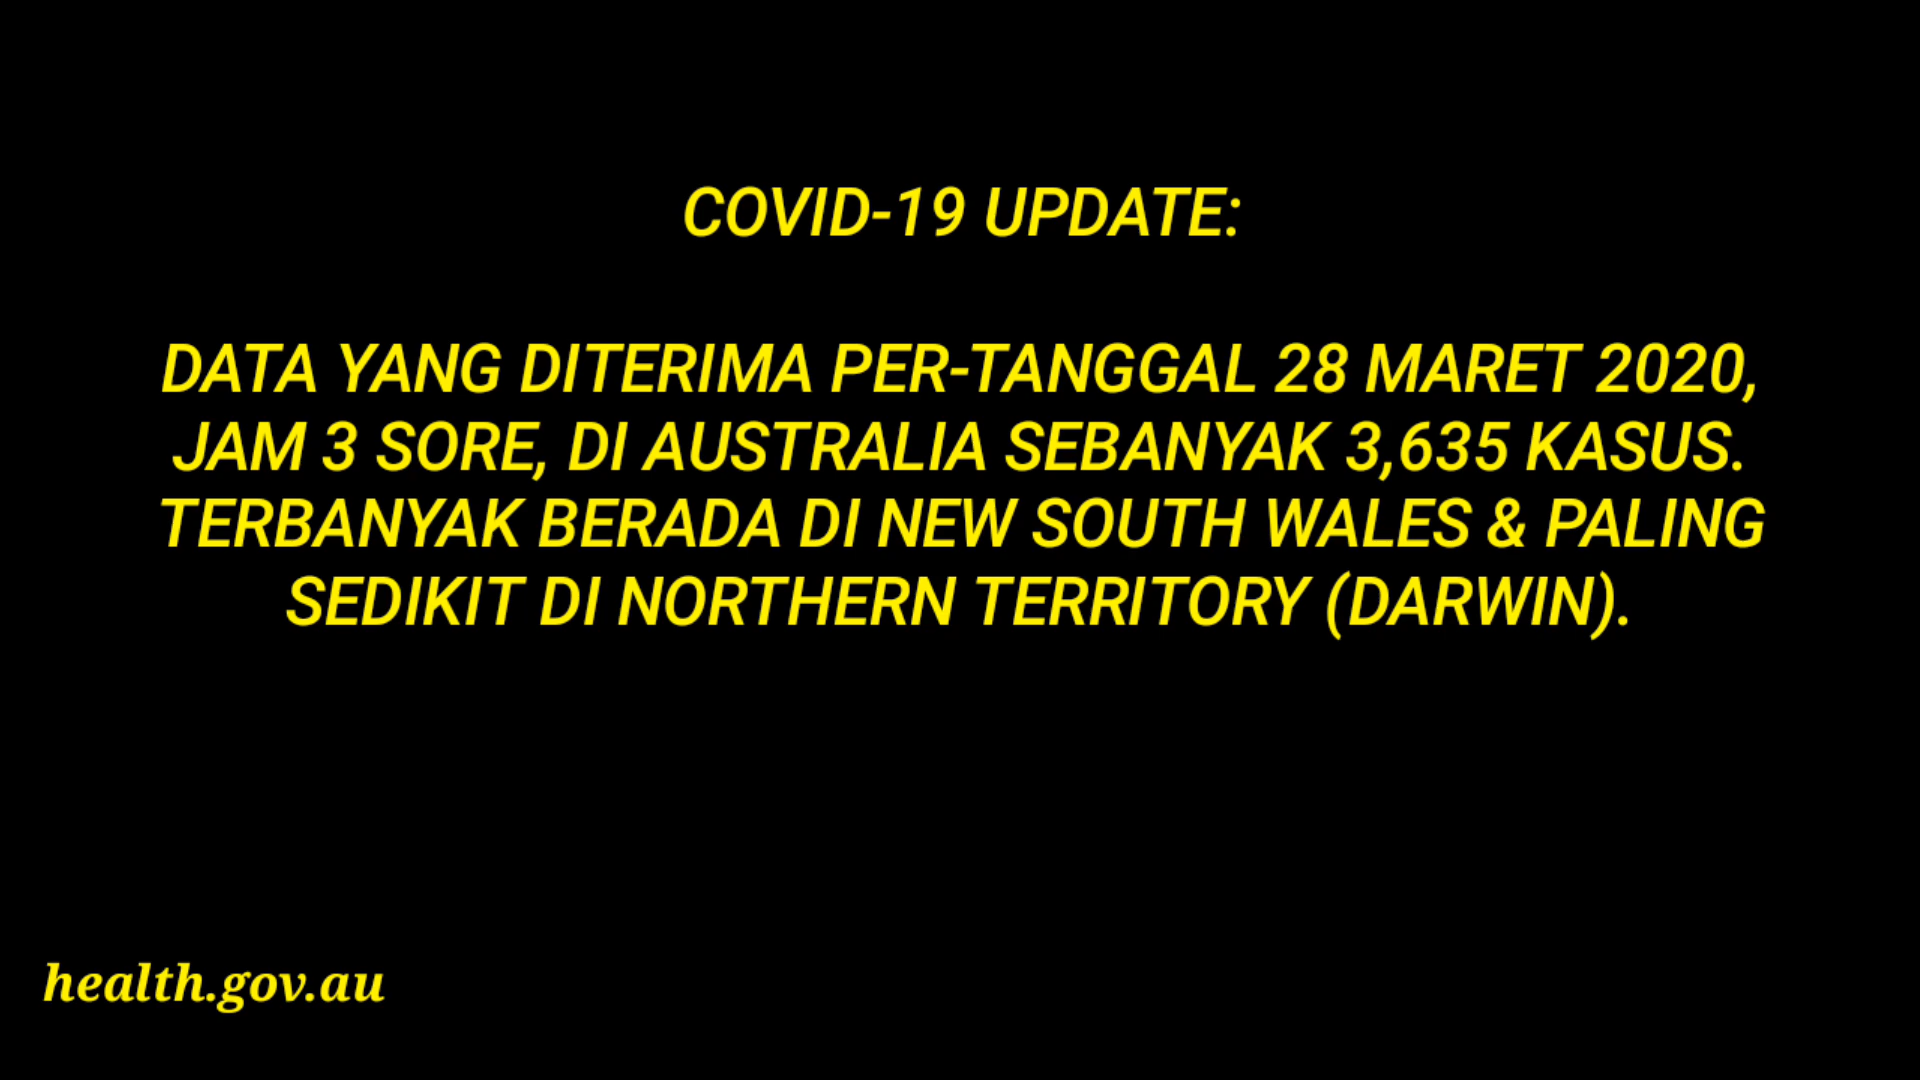 COVID-19 UPDATE:
DATA YANG DITERIMA PER-TANGGAL 28 MARET 2020,
JAM 3 SORE, DI AUSTRALIA SEBANYAK 3,635 KASUS.
TERBANYAK BERADA DI NEW SOUTH WALES & PALING
SEDIKIT DI NORTHERN TERRITORY (DARWIN).
health.gov.au